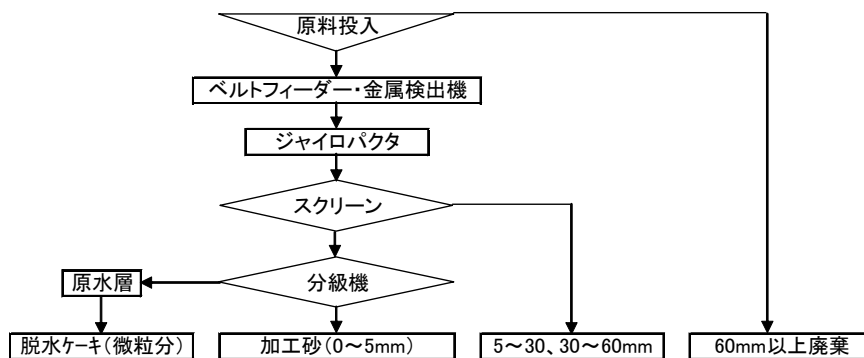 原料投入
ベルトフィーダー・金属検出機
ジャイロパクタ
スクリーン
原水層
分級機
脱水ケーキ(微粒分)
加工砂(0～5mm)
5～30、30～60mm
60mm以上廃棄